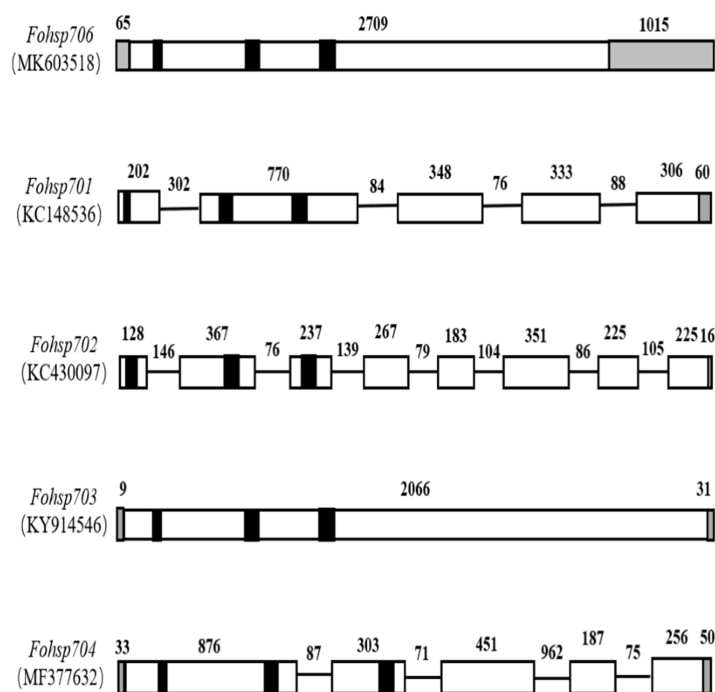 65 2709 1015
Fohsp706
(MK603518)
202 302 770 84 348 76 333 88 306 60
Fohsp701
(KC148536)
128 146 367 76 237 139 267 79 183 104 351 86 225 105 225 16
Fohsp702
(KC430097)
9 2066 31
Fohsp703
(KY914546)
33 876 87 303 71 451 962 187 75 256 50
Fohsp704
(MF377632)